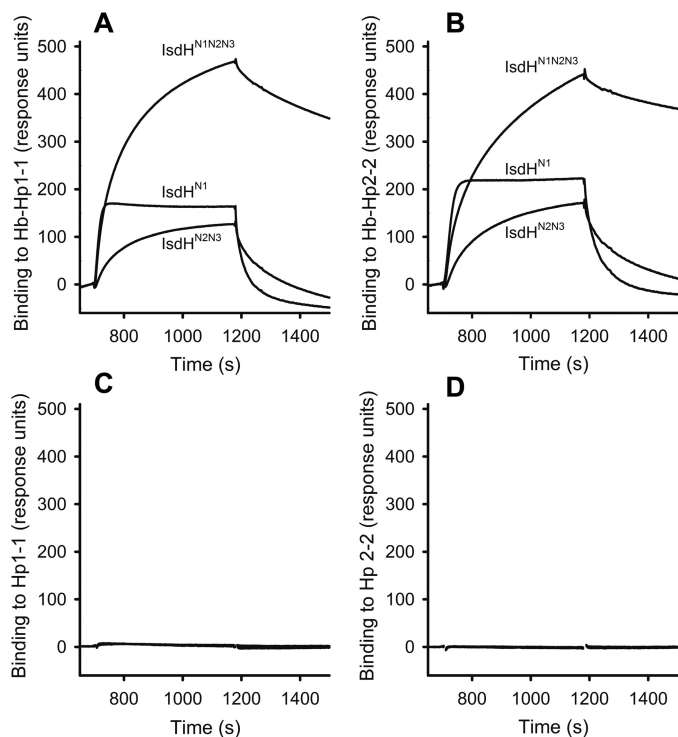 A
Binding to Hb-Hp1-1 (response units)
500
400
300
200
100
0
IsdH^N1N2N3
IsdH^N1
IsdH^N2N3
800 1000 1200 1400
Time (s)
B
Binding to Hb-Hp2-2 (response units)
500
400
300
200
100
0
IsdH^N1N2N3
IsdH^N1
IsdH^N2N3
800 1000 1200 1400
Time (s)
C
Binding to Hp1-1 (response units)
500
400
300
200
100
0
800 1000 1200 1400
Time (s)
D
Binding to Hp 2-2 (response units)
500
400
300
200
100
0
800 1000 1200 1400
Time (s)